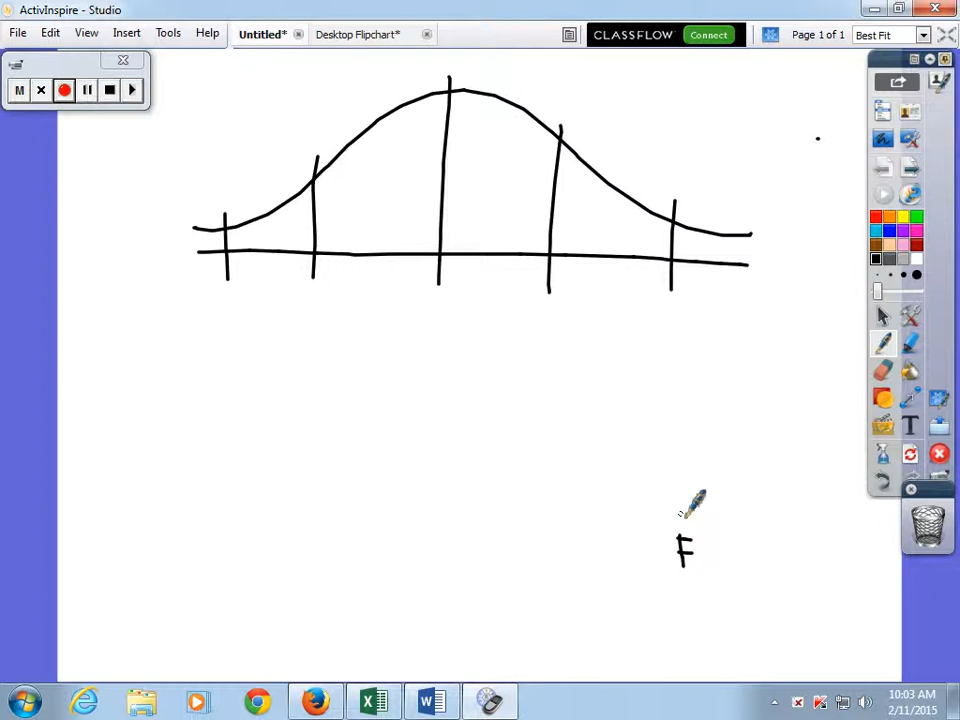 ActivInspire - Studio
File Edit View Insert Tools Help Untitled* Desktop Flipchart* CLASSFLOW Connect Page 1 of 1 Best Fit
M
T
F
10:03 AM
2/11/2015